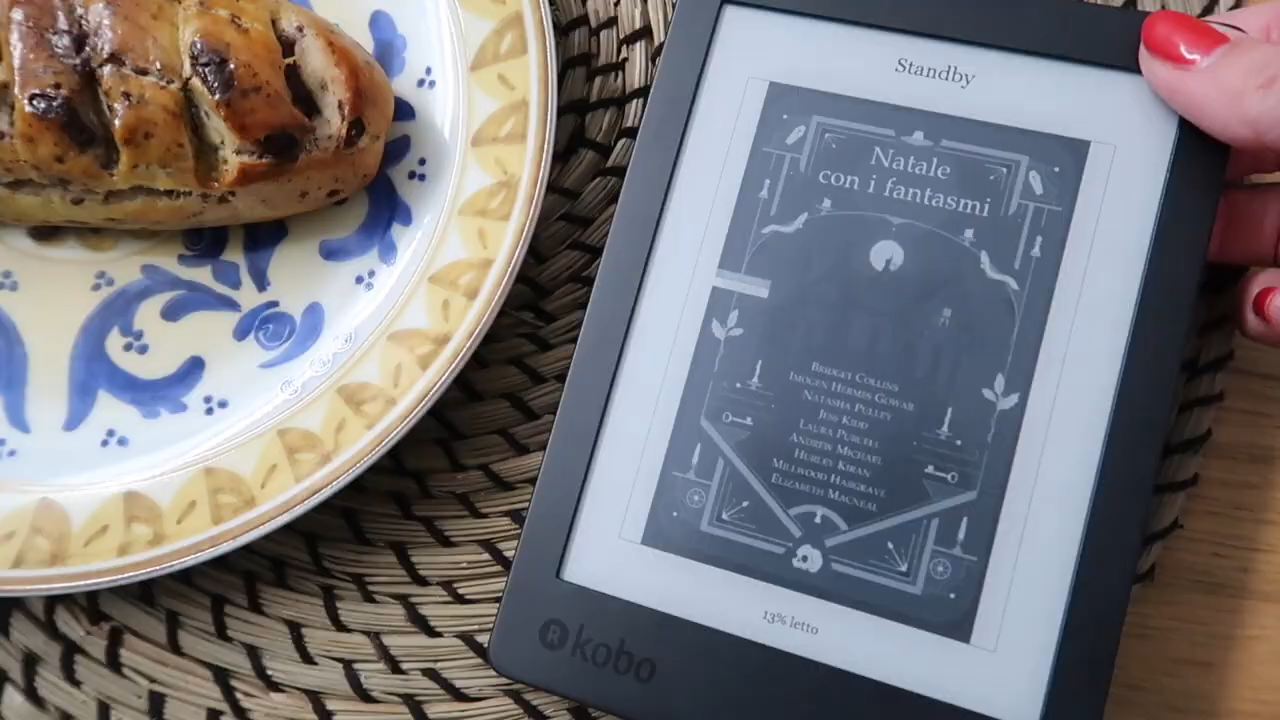 Standby
Natale
con i fantasmi
BRIDGET COLLINS
IMOGEN HERMES GOWAR
NATASHA PULLEY
JESS KIDD
LAURA PURCELL
ANDREW MICHAEL
HURLEY KIRAN
MILLWOOD HARGRAVE
ELIZABETH MACNEAL
13% letto
R kobo